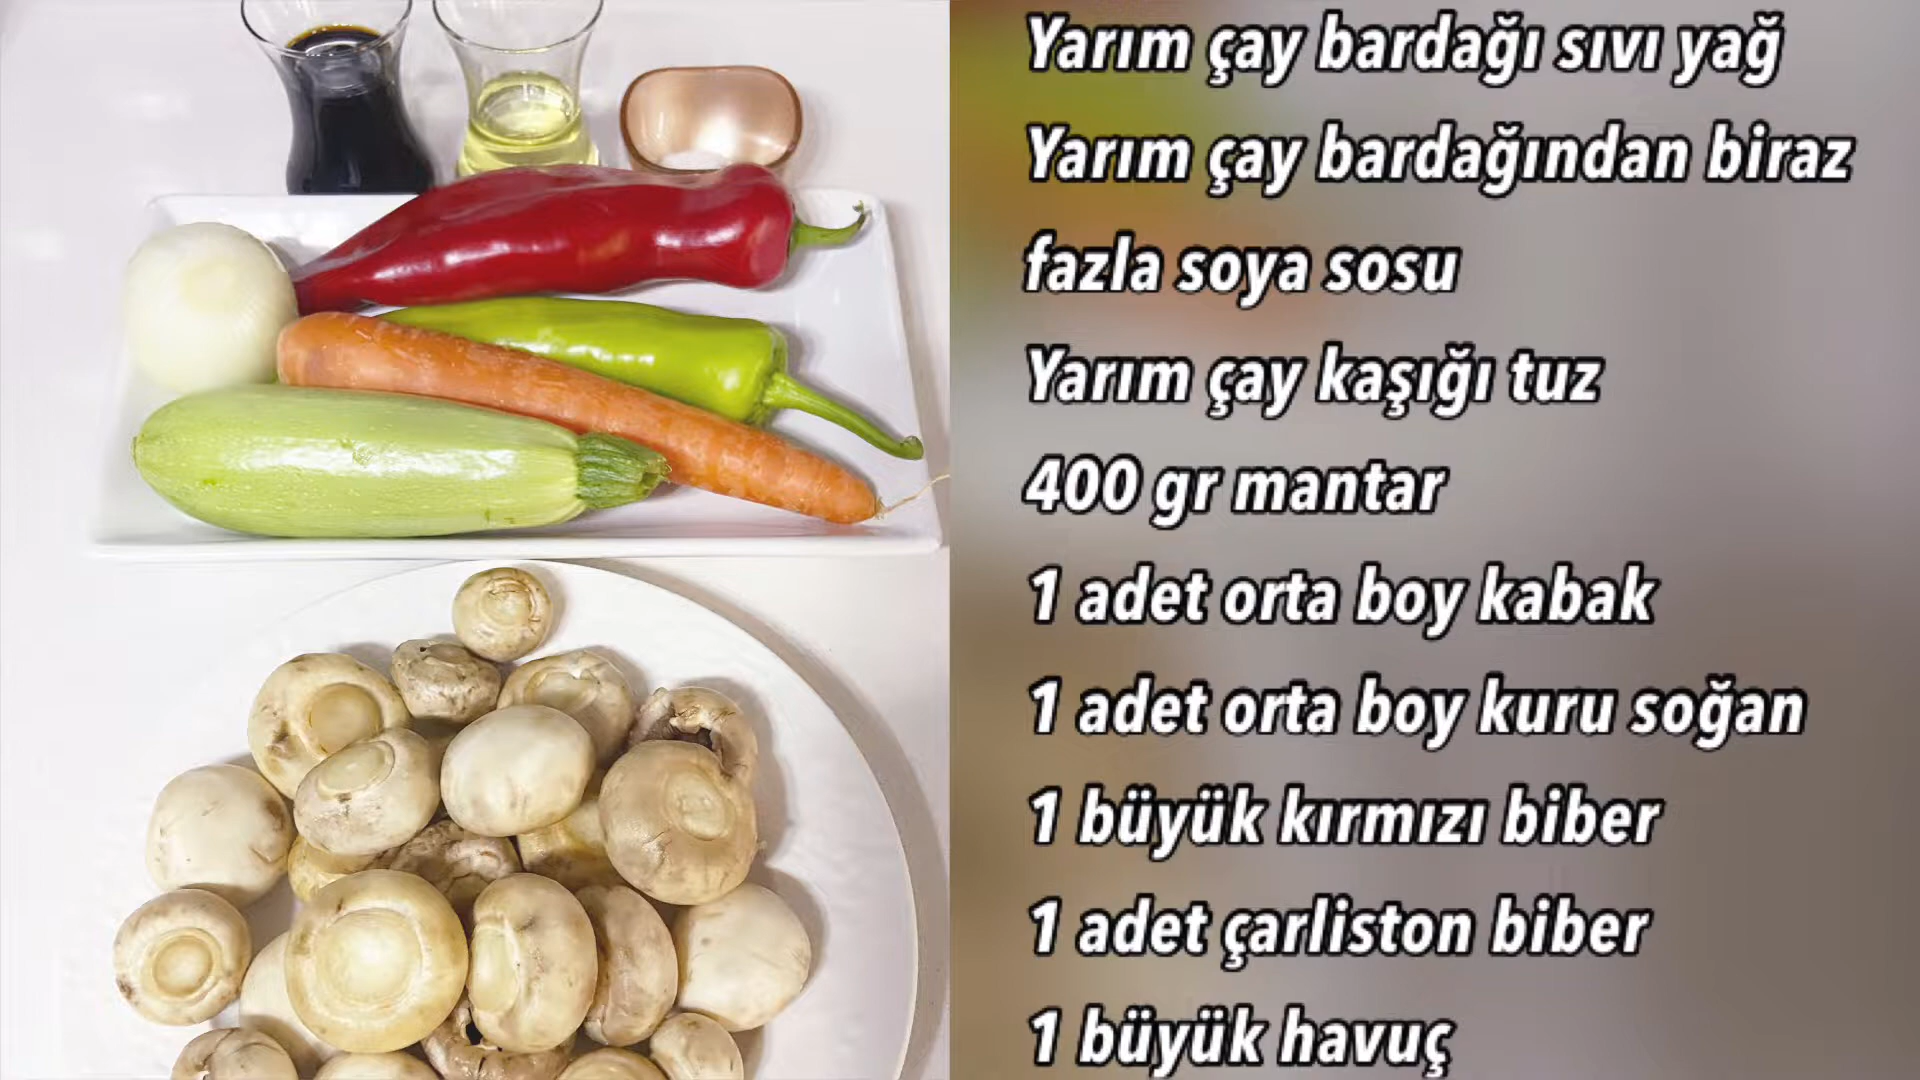 Yarım çay bardağı sıvı yağ
Yarım çay bardağından biraz
fazla soya sosu
Yarım çay kaşığı tuz
400 gr mantar
1 adet orta boy kabak
1 adet orta boy kuru soğan
1 büyük kırmızı biber
1 adet çarliston biber
1 büyük havuç